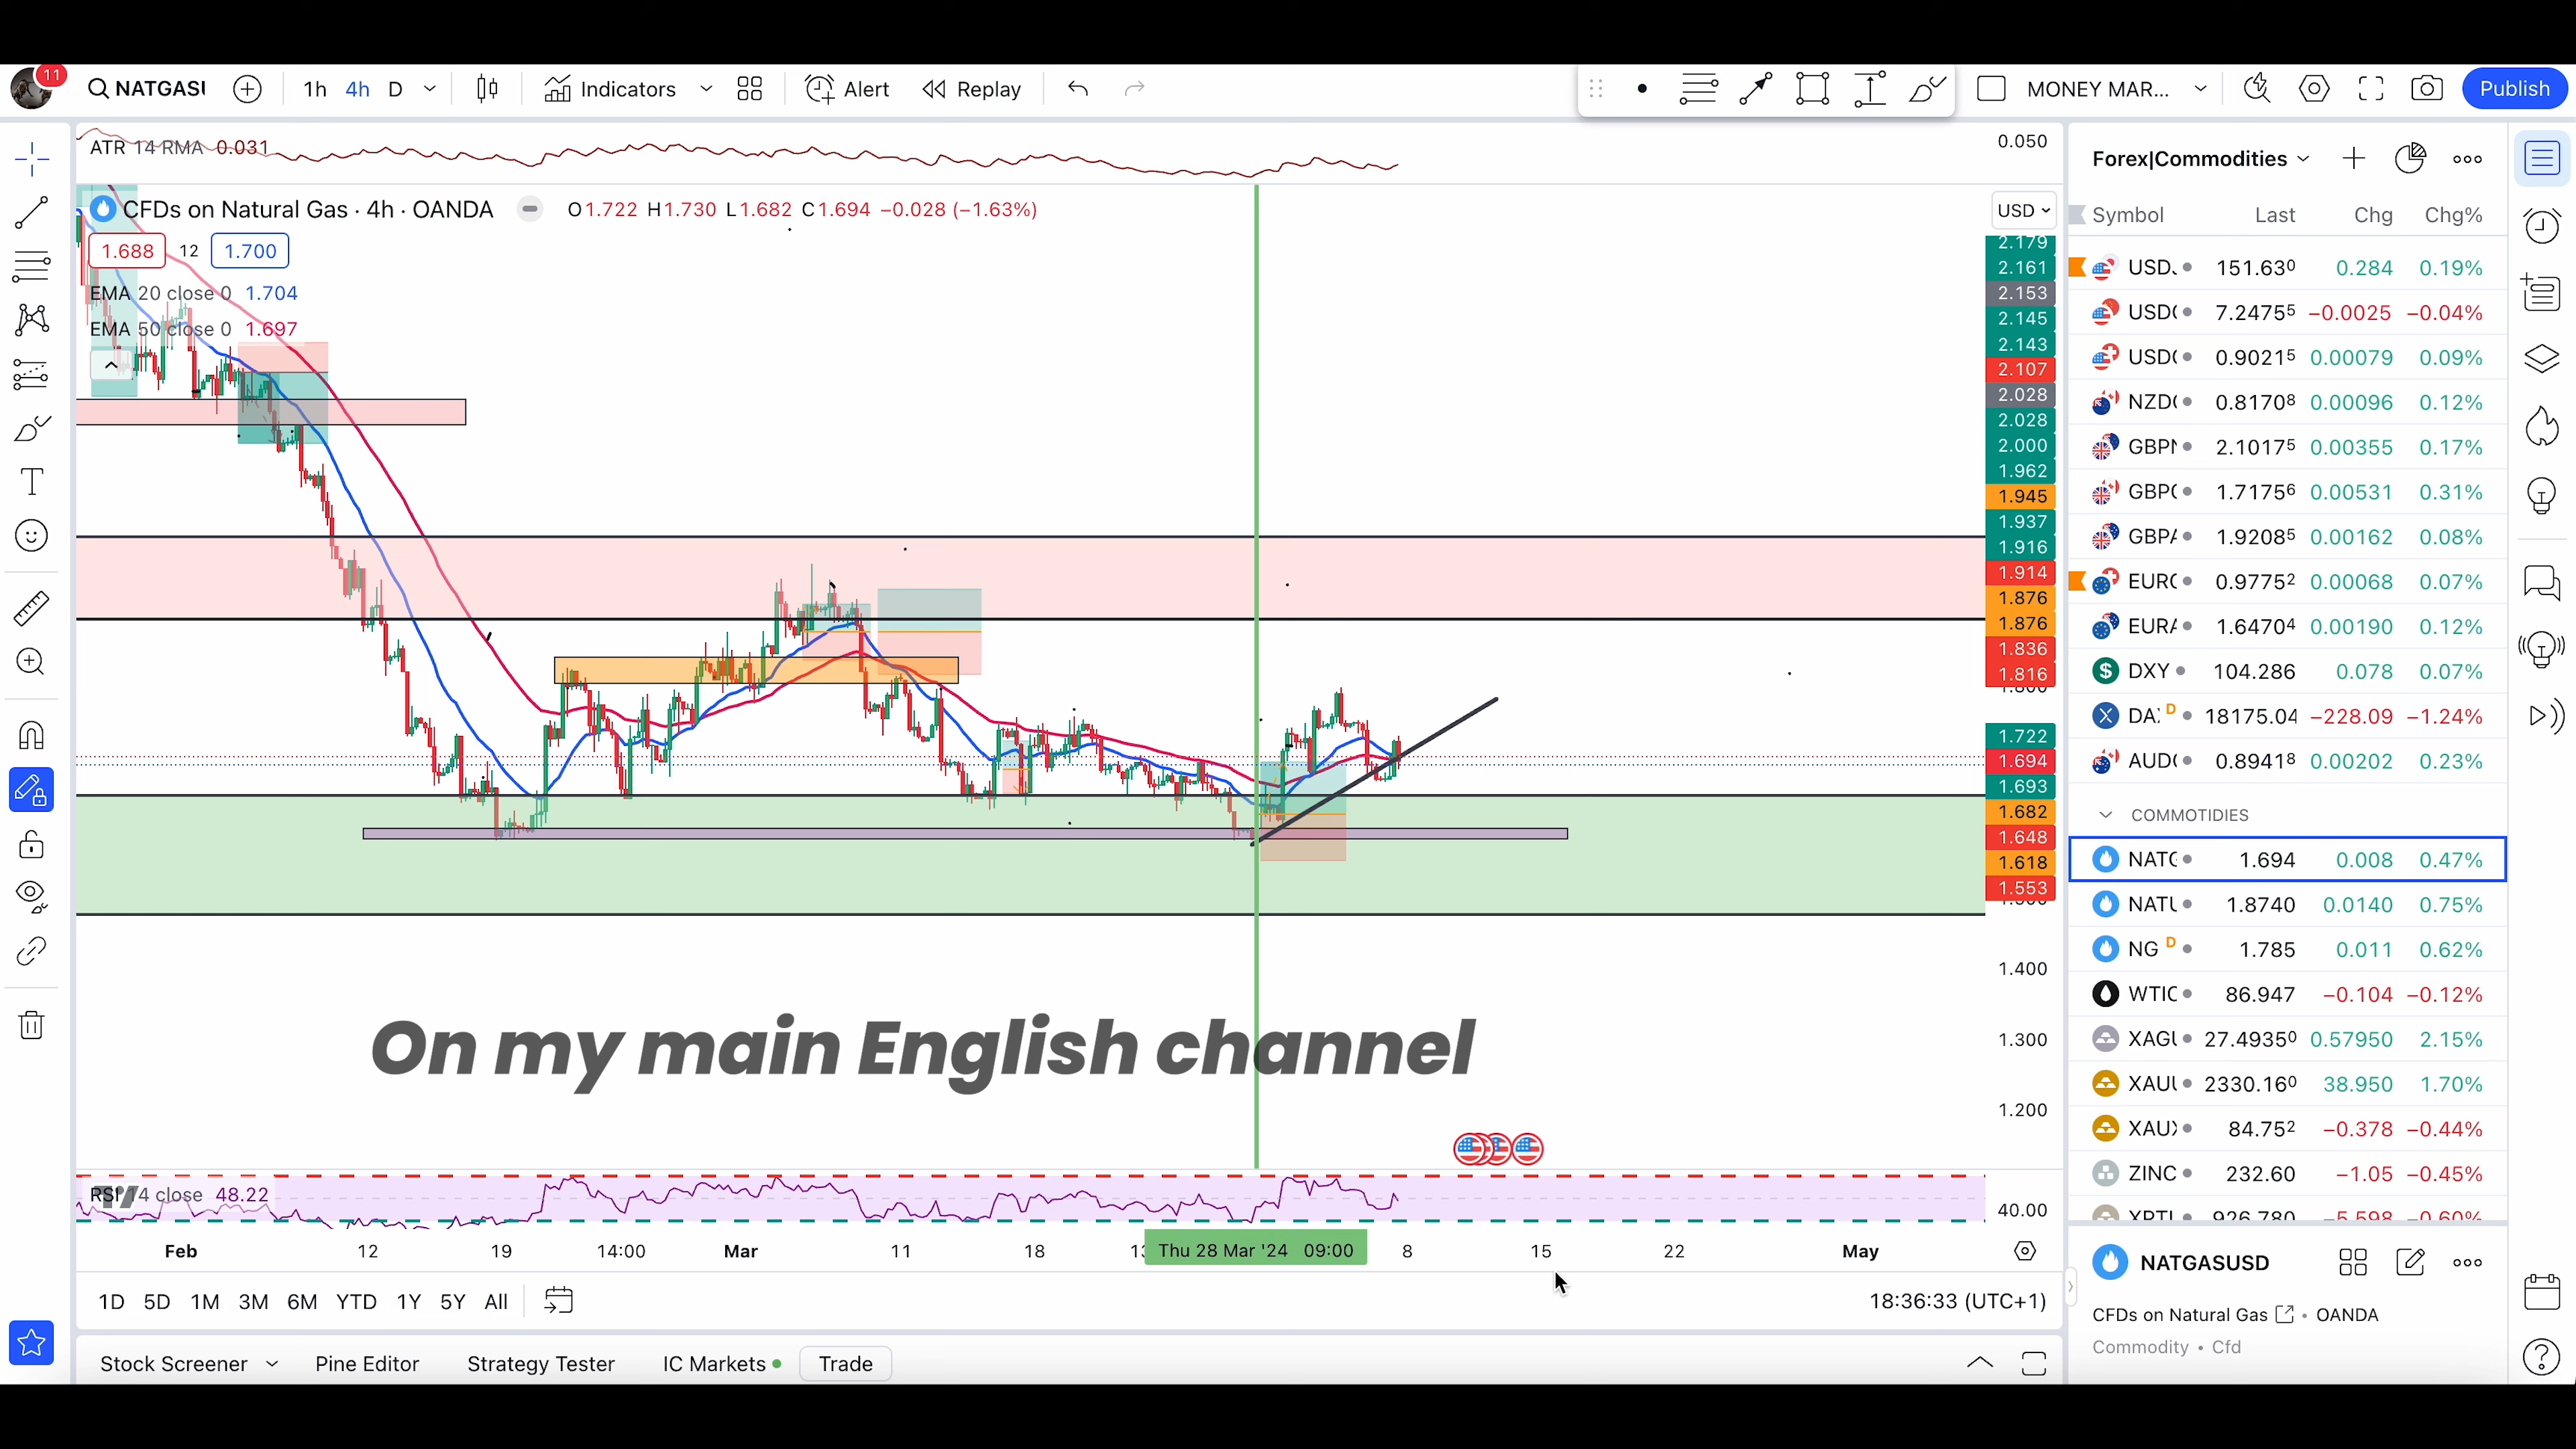 11
NATGASI
1h 4h D
Indicators
Alert
Replay
MONEY MAR...
Publish
ATR 14 RMA 0.031
0.050
CFDs on Natural Gas · 4h · OANDA
O1.722 H1.730 L1.682 C1.694 −0.028 (−1.63%)
USD
1.688 12 1.700
EMA 20 close 0 1.704
EMA 50 close 0 1.697
2.179
2.161
2.153
2.145
2.143
2.107
2.028
2.028
2.000
1.962
1.945
1.937
1.916
1.914
1.876
1.876
1.836
1.816
1.722
1.694
1.693
1.682
1.648
1.618
1.553
1.400
1.300
1.200
On my main English channel
RSI 14 close 48.22
40.00
Feb 12 19 14:00 Mar 11 18 Thu 28 Mar '24 09:00 8 15 22 May
1D 5D 1M 3M 6M YTD 1Y 5Y All
18:36:33 (UTC+1)
Stock Screener Pine Editor Strategy Tester IC Markets Trade
Forex|Commodities
Symbol Last Chg Chg%
151.630 0.284 0.19%
7.24755 −0.0025 −0.04%
0.90215 0.00079 0.09%
0.81708 0.00096 0.12%
2.10175 0.00355 0.17%
1.71756 0.00531 0.31%
1.92085 0.00162 0.08%
0.97752 0.00068 0.07%
1.64704 0.00190 0.12%
DXY 104.286 0.078 0.07%
D 18175.04 −228.09 −1.24%
0.89418 0.00202 0.23%
COMMOTIDIES
1.694 0.008 0.47%
1.8740 0.0140 0.75%
NG D 1.785 0.011 0.62%
86.947 −0.104 −0.12%
27.49350 0.57950 2.15%
2330.160 38.950 1.70%
84.752 −0.378 −0.44%
ZINC 232.60 −1.05 −0.45%
926.780 −5.598 −0.60%
NATGASUSD
CFDs on Natural Gas • OANDA
Commodity • Cfd